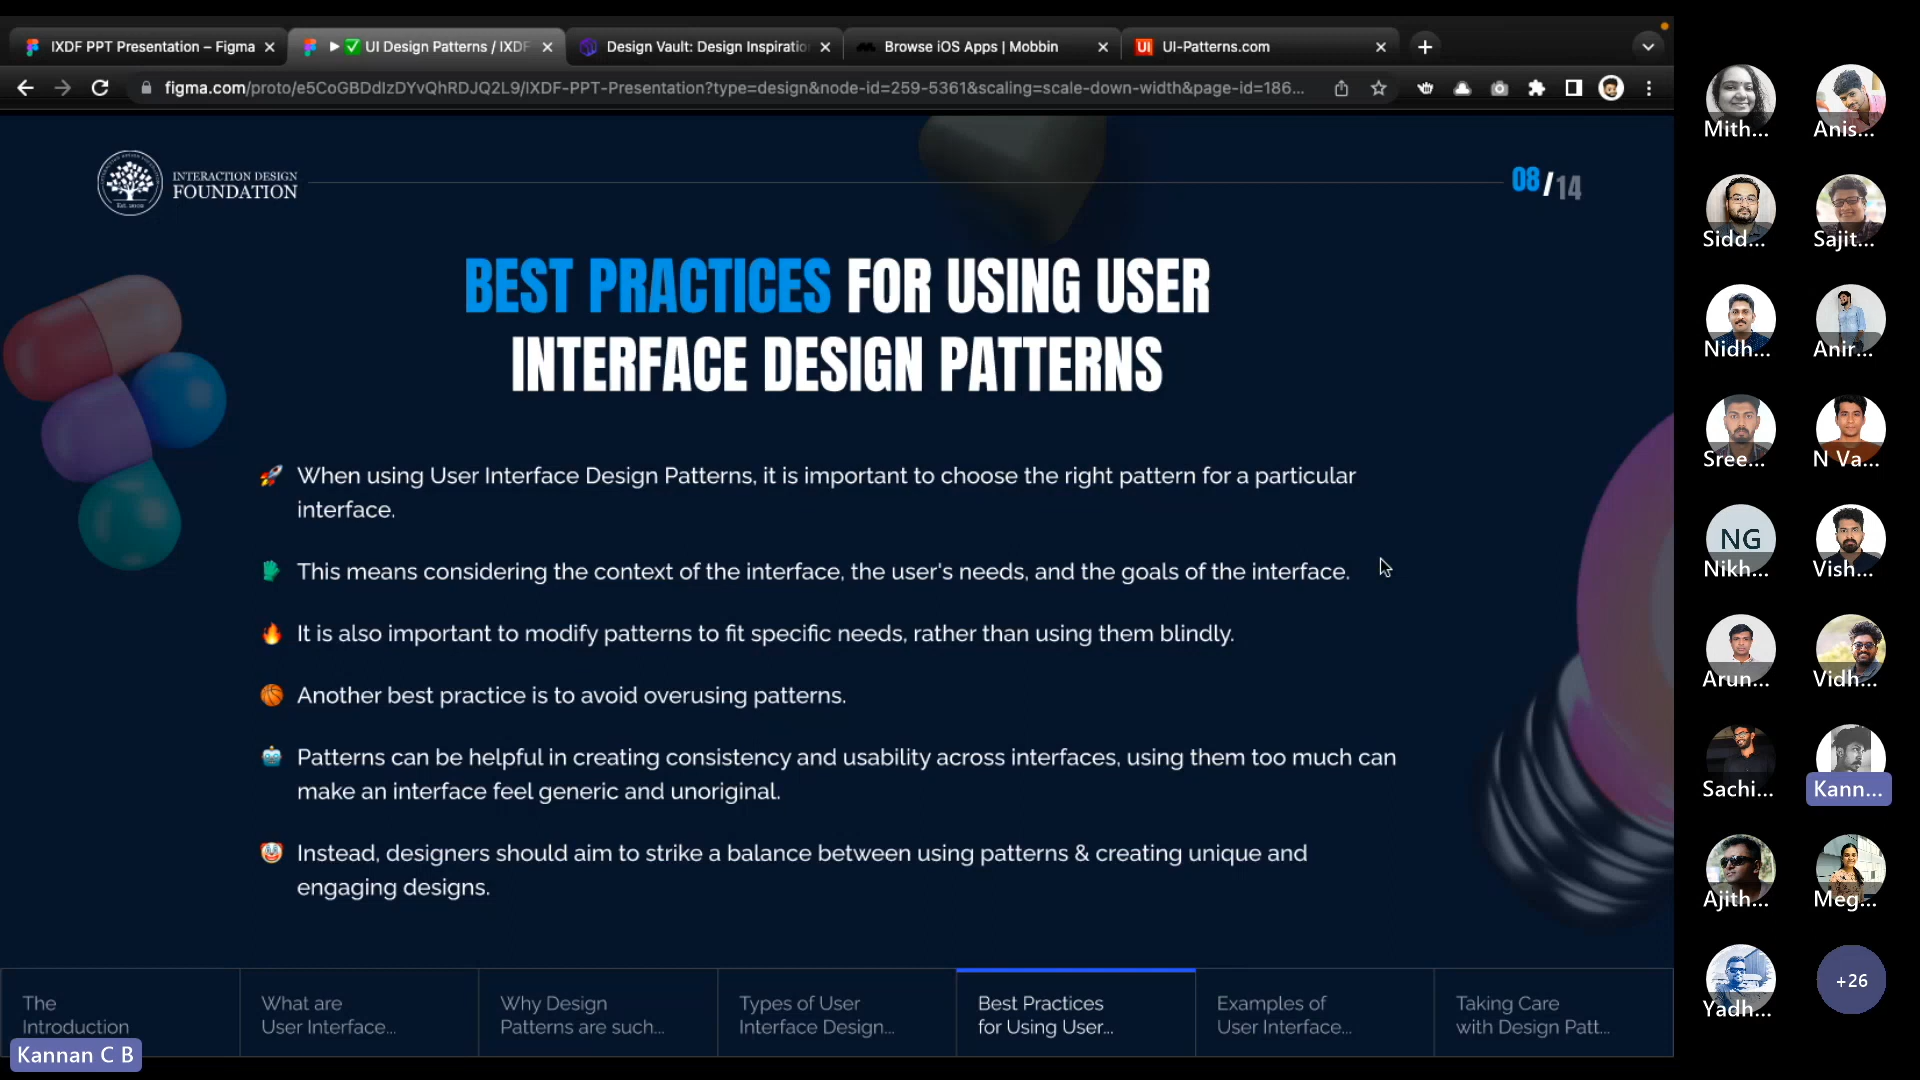 IXDF PPT Presentation – Figma
UI Design Patterns / IXDF
Design Vault: Design Inspiratio
Browse iOS Apps | Mobbin
UI UI-Patterns.com
figma.com/proto/e5CoGBDdIzDYvQhRDJQ2L9/IXDF-PPT-Presentation?type=design&node-id=259-5361&scaling=scale-down-width&page-id=186...
INTERACTION DESIGN
FOUNDATION
Est. 2002
08/14
BEST PRACTICES FOR USING USER
INTERFACE DESIGN PATTERNS
When using User Interface Design Patterns, it is important to choose the right pattern for a particular
interface.
This means considering the context of the interface, the user's needs, and the goals of the interface.
It is also important to modify patterns to fit specific needs, rather than using them blindly.
Another best practice is to avoid overusing patterns.
Patterns can be helpful in creating consistency and usability across interfaces, using them too much can
make an interface feel generic and unoriginal.
Instead, designers should aim to strike a balance between using patterns & creating unique and
engaging designs.
The
Introduction
What are
User Interface...
Why Design
Patterns are such...
Types of User
Interface Design...
Best Practices
for Using User...
Examples of
User Interface...
Taking Care
with Design Patt...
Kannan C B
Mith...
Anis...
Sidd...
Sajit...
Nidh...
Anir...
Sree...
N Va...
NG
Nikh...
Vish...
Arun...
Vidh...
Sachi...
Kann...
Ajith...
Meg...
Yadh...
+26